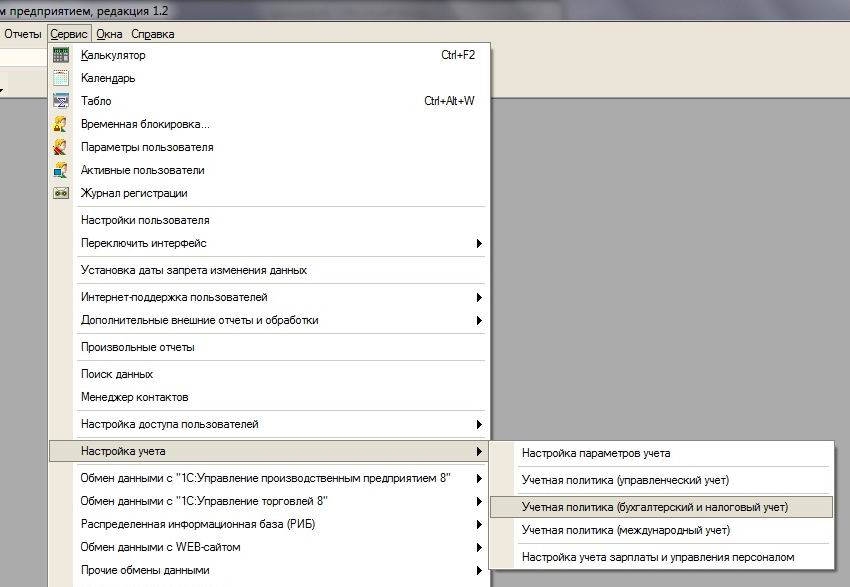 м предприятием, редакция 1.2
Отчеты Сервис Окна Справка
Калькулятор Ctrl+F2
Календарь
Табло Ctrl+Alt+W
Временная блокировка...
Параметры пользователя
Активные пользователи
Журнал регистрации
Настройки пользователя
Переключить интерфейс
Установка даты запрета изменения данных
Интернет-поддержка пользователей
Дополнительные внешние отчеты и обработки
Произвольные отчеты
Поиск данных
Менеджер контактов
Настройка доступа пользователей
Настройка учета
Настройка параметров учета
Учетная политика (управленческий учет)
Учетная политика (бухгалтерский и налоговый учет)
Учетная политика (международный учет)
Настройка учета зарплаты и управления персоналом
Обмен данными с "1С:Управление производственным предприятием 8"
Обмен данными с "1С:Управление торговлей 8"
Распределенная информационная база (РИБ)
Обмен данными с WEB-сайтом
Прочие обмены данными